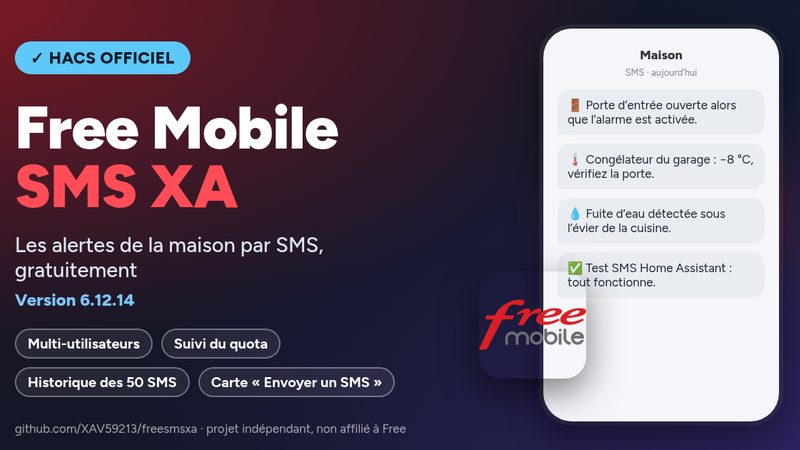 ✓ HACS OFFICIEL
Free Mobile
SMS XA
Les alertes de la maison par SMS,
gratuitement
Version 6.12.14
Multi-utilisateurs
Suivi du quota
Historique des 50 SMS
Carte « Envoyer un SMS »
github.com/XAV59213/freesmsxa · projet indépendant, non affilié à Free
Maison
SMS · aujourd’hui
🚪 Porte d’entrée ouverte alors
que l’alarme est activée.
🌡️ Congélateur du garage : −8 °C,
vérifiez la porte.
💧 Fuite d’eau détectée sous
l’évier de la cuisine.
✅ Test SMS Home Assistant :
tout fonctionne.
free
mobile